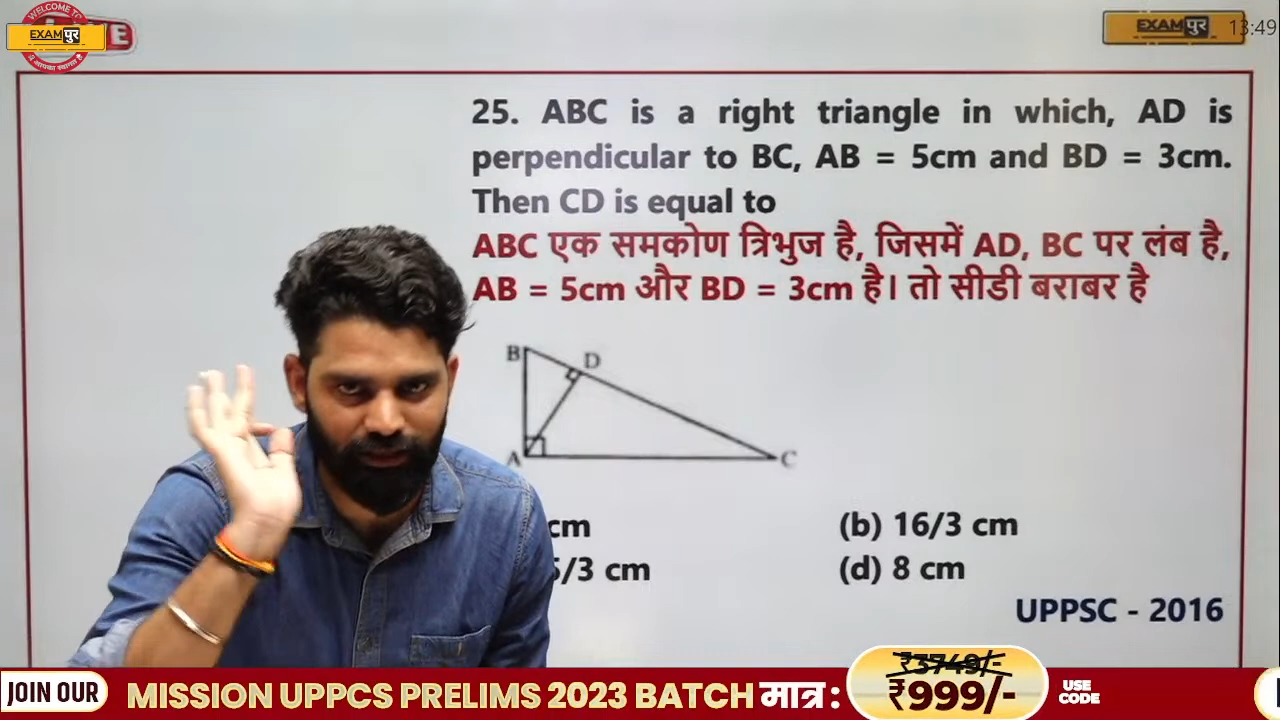 WELCOME TO
EXAMपुर
E
EXAMपुर
13:49
25. ABC is a right triangle in which, AD is
perpendicular to BC, AB = 5cm and BD = 3cm.
Then CD is equal to
ABC एक समकोण त्रिभुज है, जिसमें AD, BC पर लंब है,
AB = 5cm और BD = 3cm है। तो सीडी बराबर है
B
D
A
C
cm
(b) 16/3 cm
/3 cm
(d) 8 cm
UPPSC - 2016
JOIN OUR
MISSION UPPCS PRELIMS 2023 BATCH मात्र :
₹3749/-
₹999/-
USE
CODE